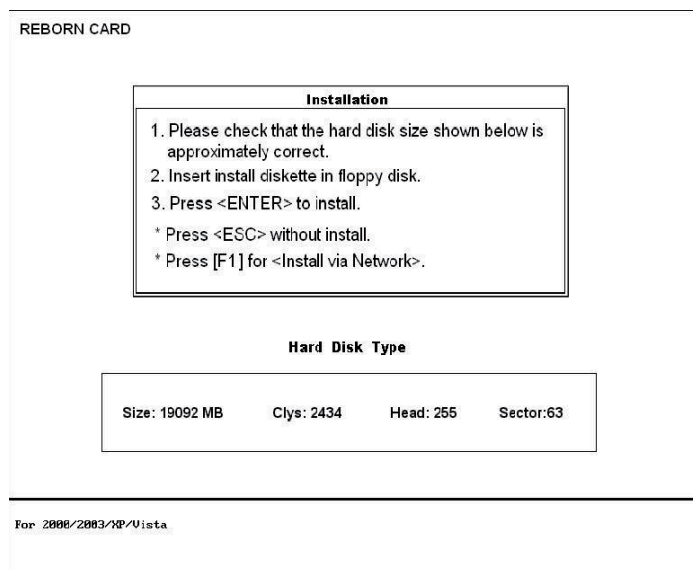 REBORN CARD
Installation
1. Please check that the hard disk size shown below is
approximately correct.
2. Insert install diskette in floppy disk.
3. Press <ENTER> to install.
* Press <ESC> without install.
* Press [F1] for <Install via Network>.
Hard Disk Type
Size: 19092 MB Clys: 2434 Head: 255 Sector:63
For 2000/2003/XP/Vista